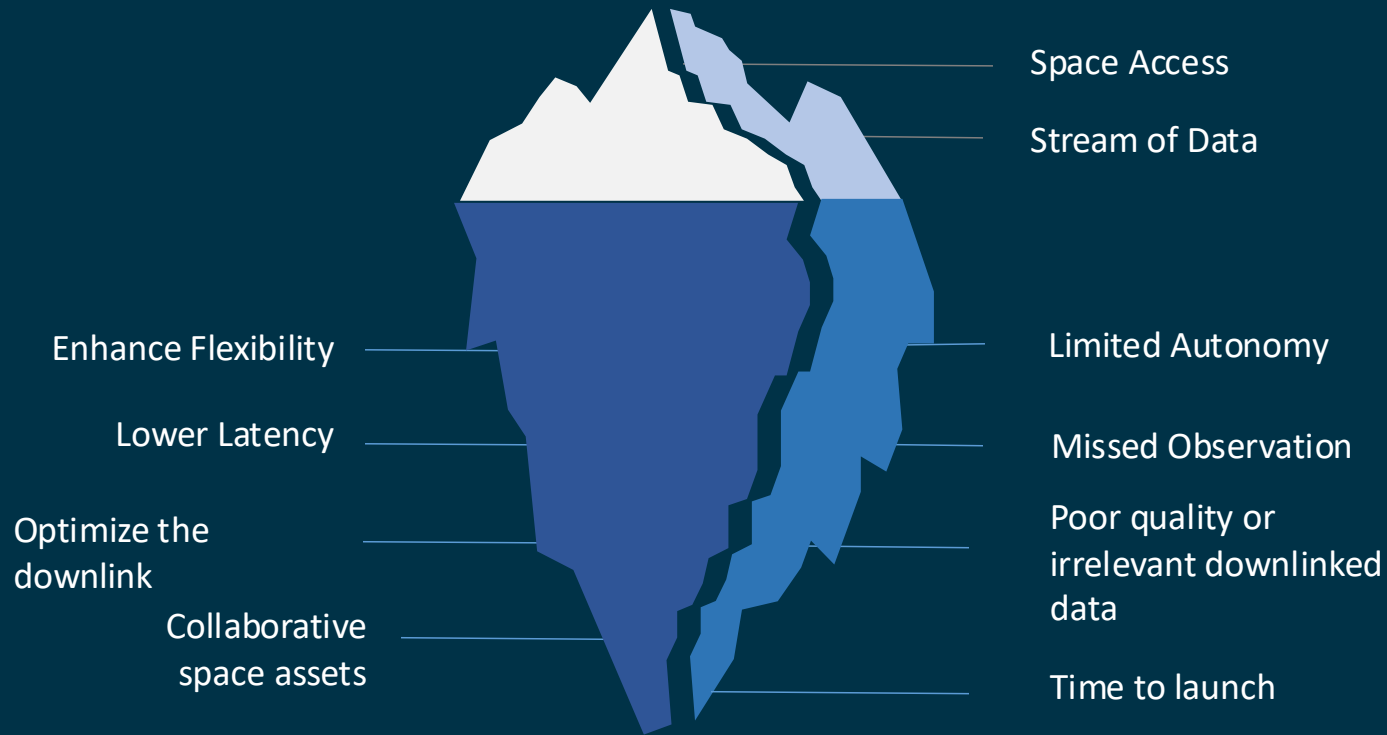 Space Access
Stream of Data
Enhance Flexibility
Lower Latency
Optimize the
downlink
Collaborative
space assets
Limited Autonomy
Missed Observation
Poor quality or
irrelevant downlinked
data
Time to launch